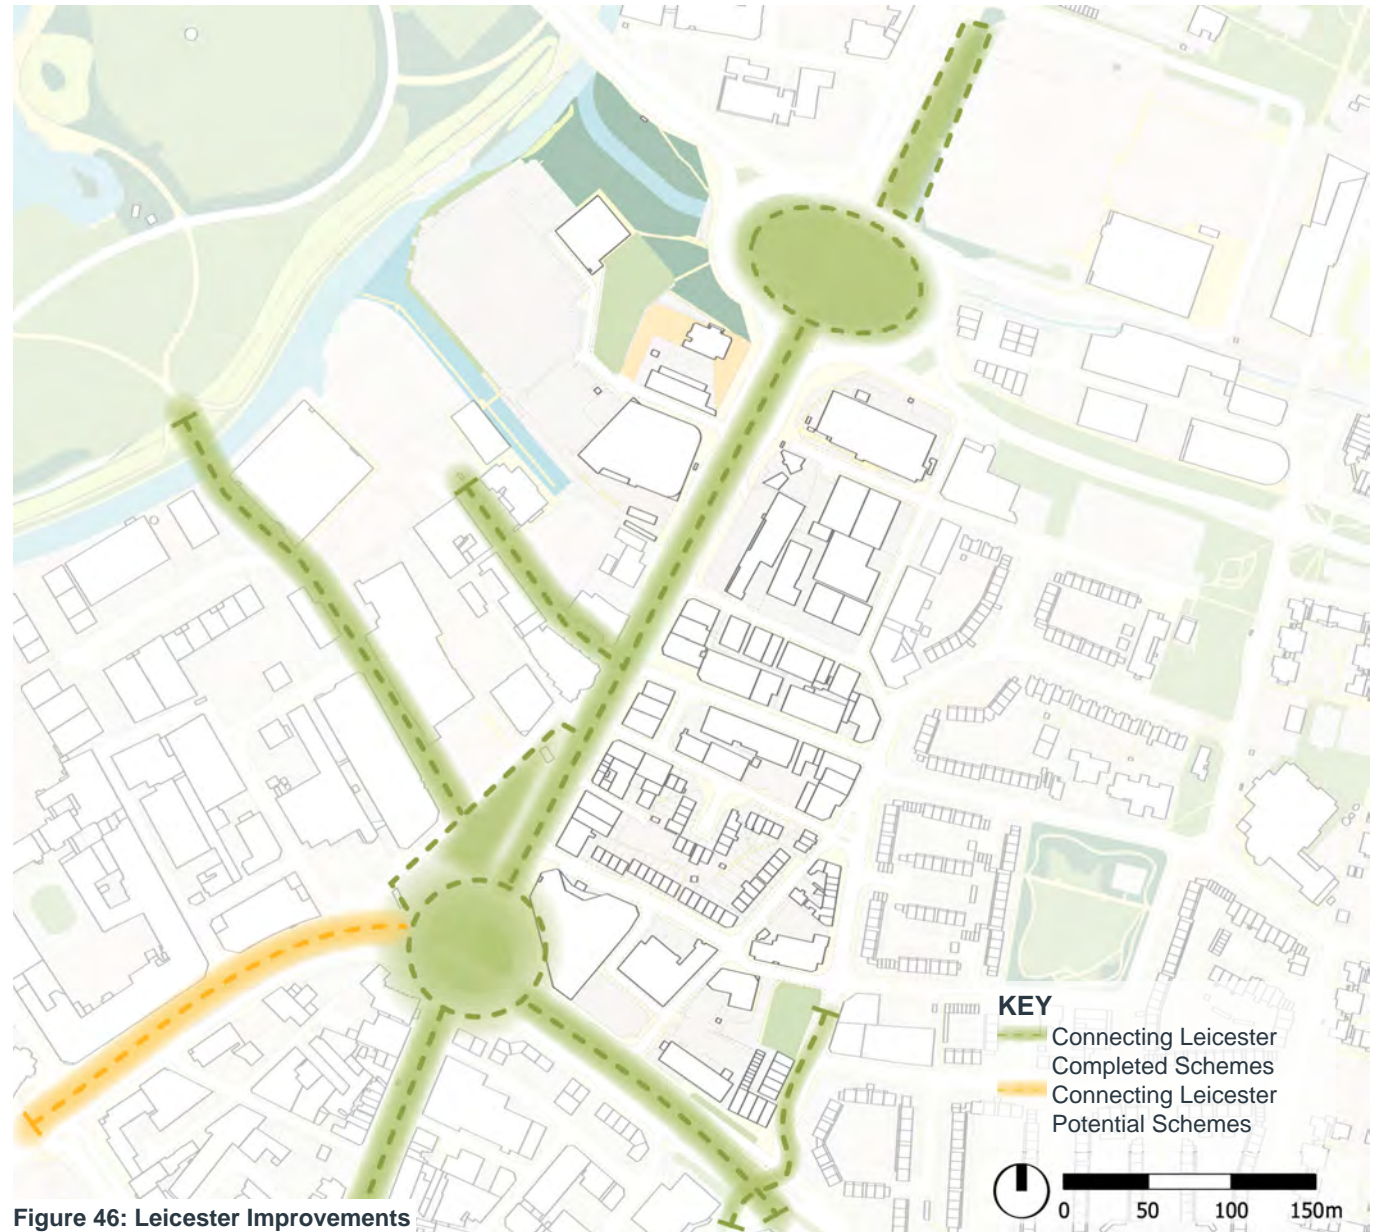 KEY
Connecting Leicester
Completed Schemes
Connecting Leicester
Potential Schemes
0 50 100 150m
Figure 46: Leicester Improvements